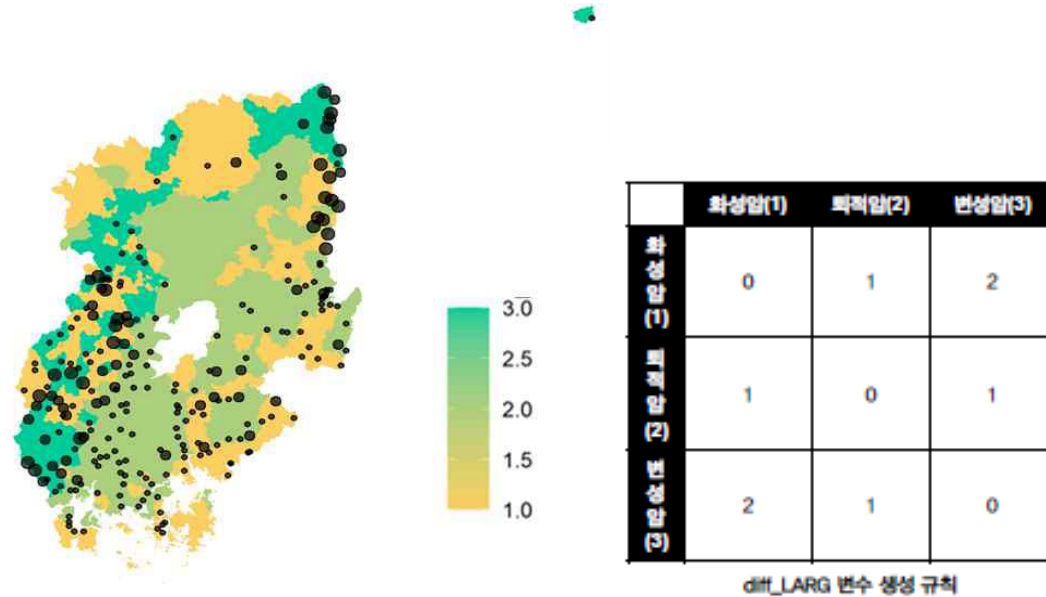 3.0
2.5
2.0
1.5
1.0
화성암(1) 퇴적암(2) 변성암(3)
화성암(1) 0 1 2
퇴적암(2) 1 0 1
변성암(3) 2 1 0
diff_LARG 변수 생성 규칙